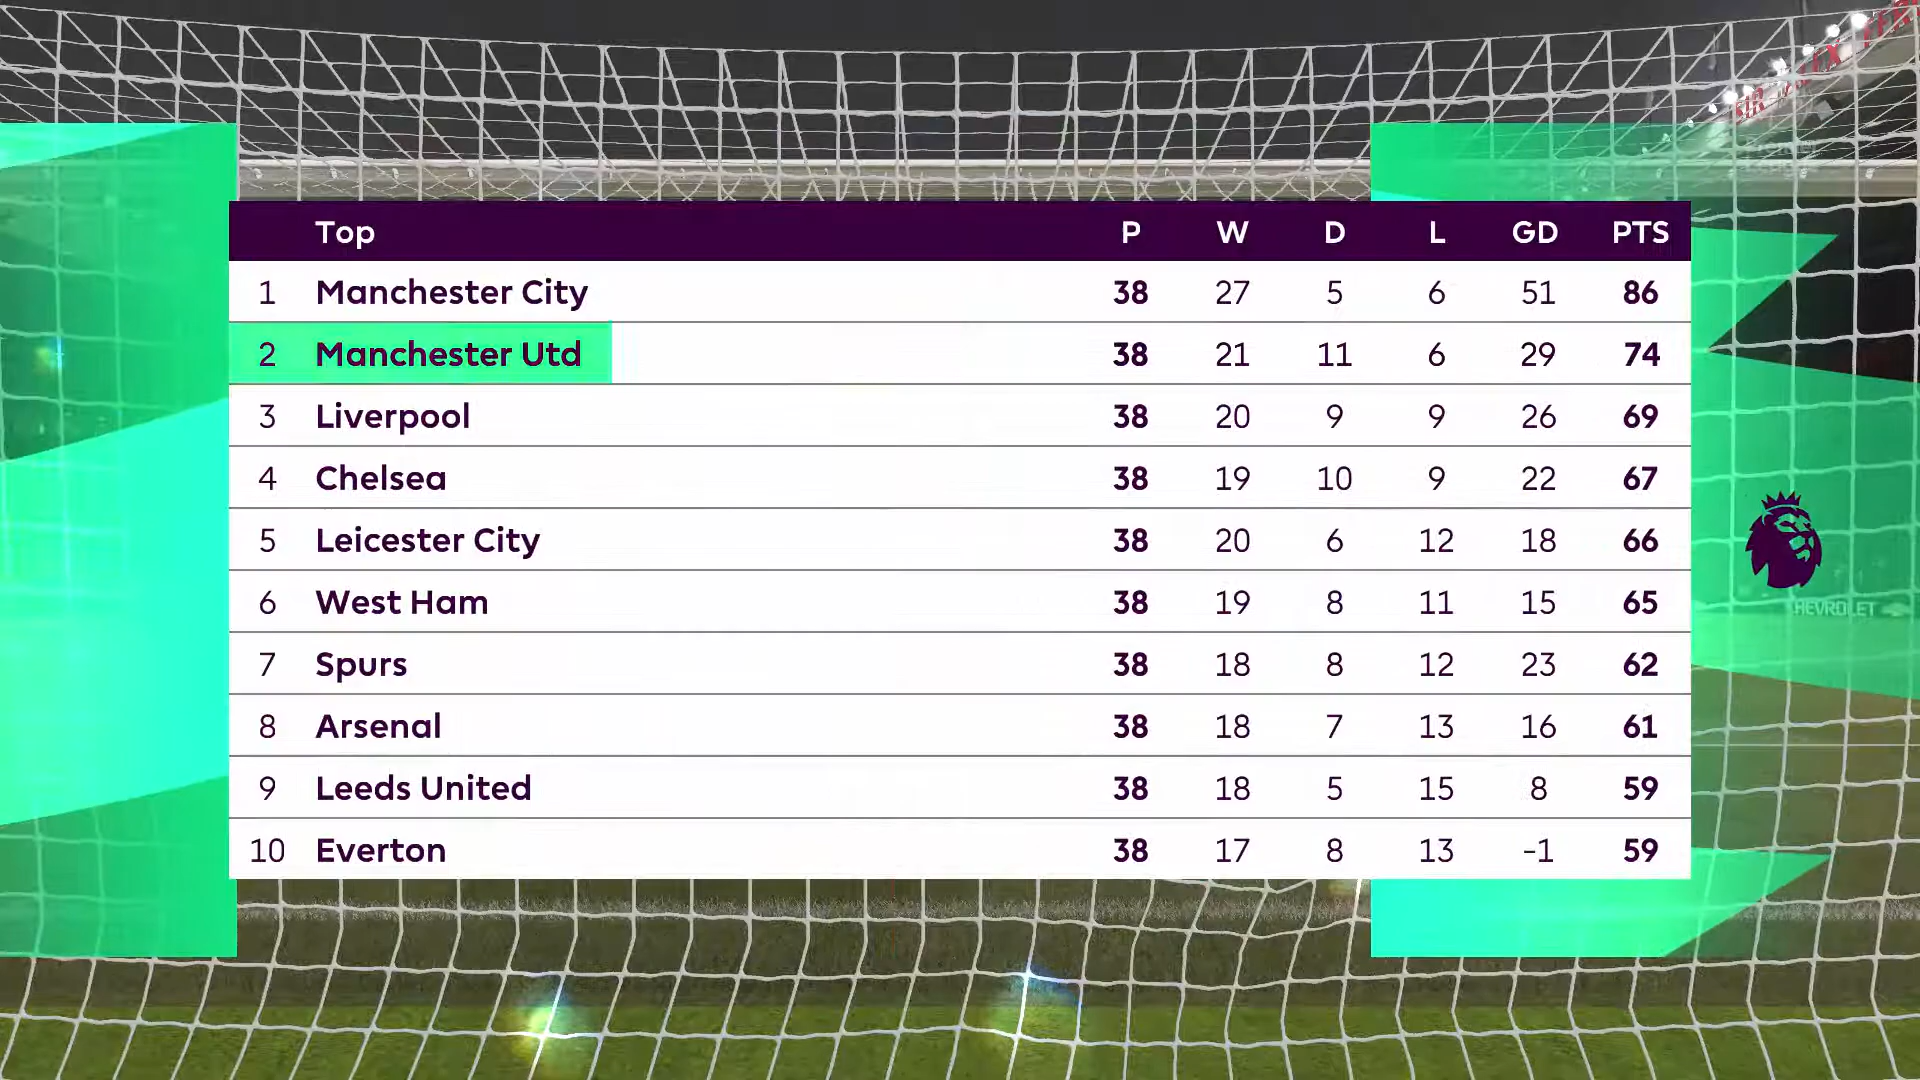 Top P W D L GD PTS
1 Manchester City 38 27 5 6 51 86
2 Manchester Utd 38 21 11 6 29 74
3 Liverpool 38 20 9 9 26 69
4 Chelsea 38 19 10 9 22 67
5 Leicester City 38 20 6 12 18 66
6 West Ham 38 19 8 11 15 65
7 Spurs 38 18 8 12 23 62
8 Arsenal 38 18 7 13 16 61
9 Leeds United 38 18 5 15 8 59
10 Everton 38 17 8 13 -1 59